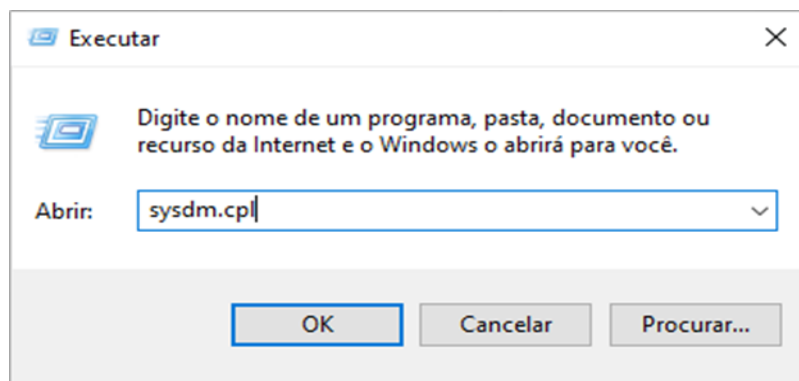 Executar
Digite o nome de um programa, pasta, documento ou
recurso da Internet e o Windows o abrirá para você.
Abrir: sysdm.cpl
OK Cancelar Procurar...